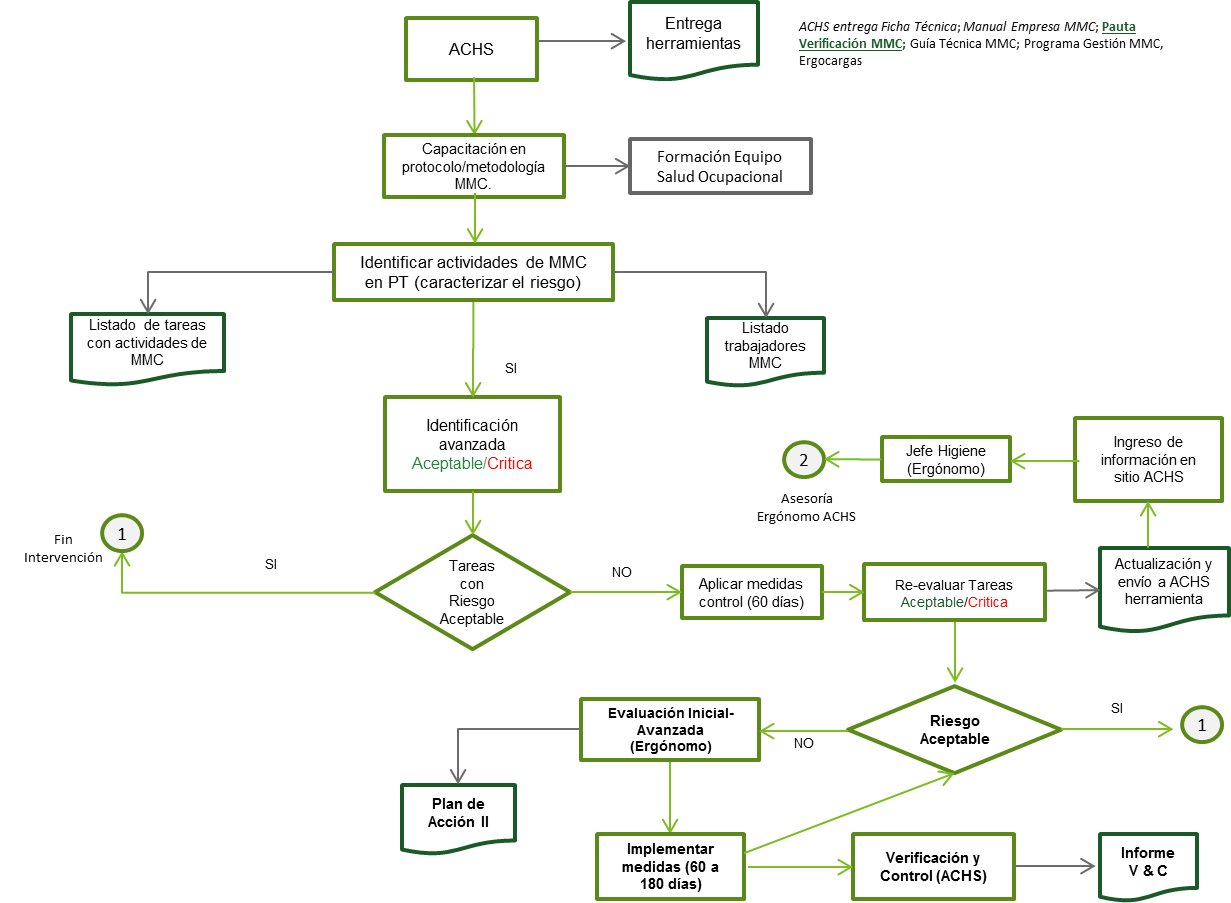 ACHS
Entrega
herramientas
ACHS entrega Ficha Técnica; Manual Empresa MMC; Pauta
Verificación MMC; Guía Técnica MMC; Programa Gestión MMC,
Ergocargas
Capacitación en
protocolo/metodología
MMC.
Formación Equipo
Salud Ocupacional
Identificar actividades de MMC
en PT (caracterizar el riesgo)
Listado de tareas
con actividades de
MMC
Listado
trabajadores
MMC
SI
Identificación
avanzada
Aceptable/Critica
2
Asesoría
Ergónomo ACHS
Jefe Higiene
(Ergónomo)
Ingreso de
información en
sitio ACHS
Fin
Intervención
1
SI
Tareas
con
Riesgo
Aceptable
NO
Aplicar medidas
control (60 días)
Re-evaluar Tareas
Aceptable/Critica
Actualización y
envío a ACHS
herramienta
Evaluación Inicial-
Avanzada
(Ergónomo)
NO
Riesgo
Aceptable
SI
1
Plan de
Acción II
Implementar
medidas (60 a
180 días)
Verificación y
Control (ACHS)
Informe
V & C